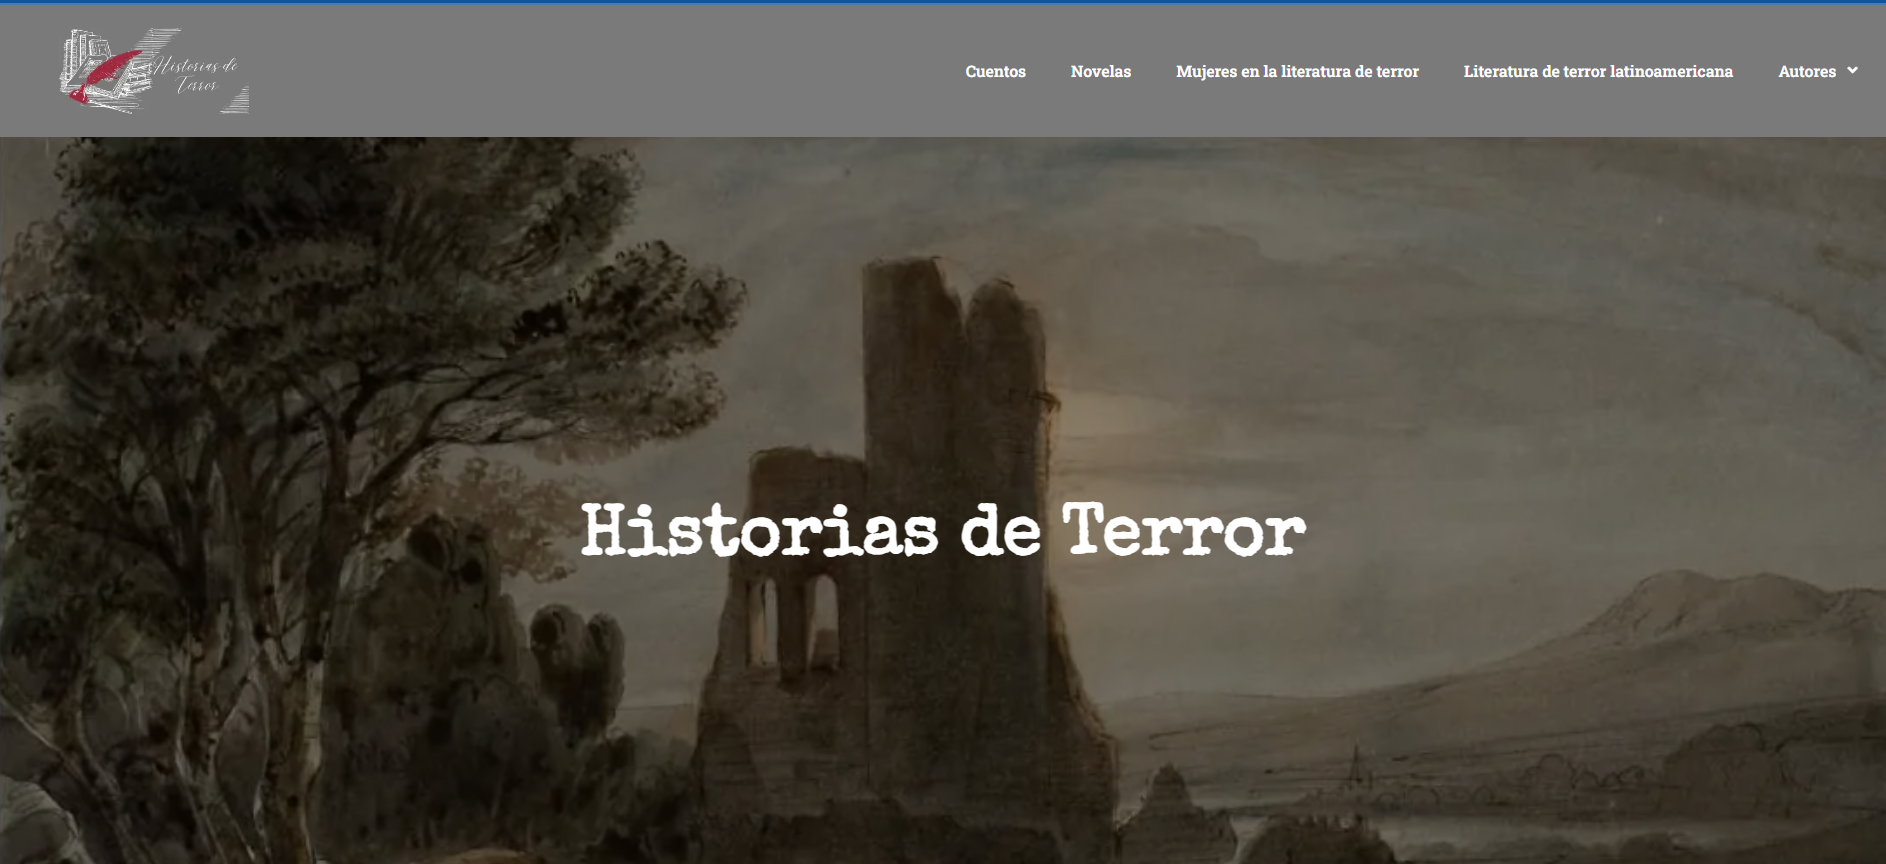 Historias de
Terror
Cuentos
Novelas
Mujeres en la literatura de terror
Literatura de terror latinoamericana
Autores
Historias de Terror